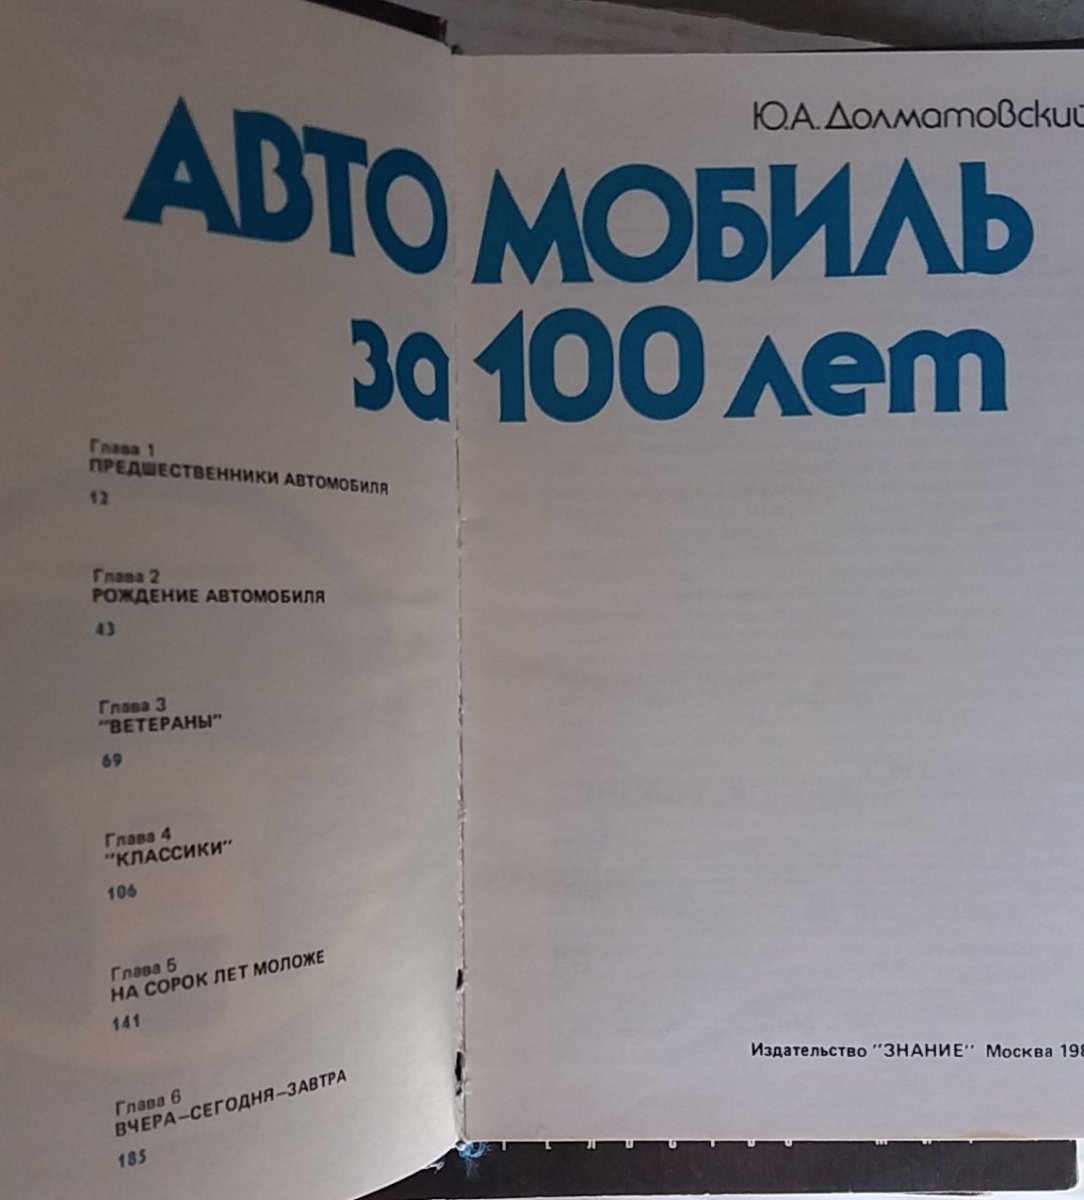 Ю.А. Долматовский
АВТОМОБИЛЬ
за 100 лет
Глава 1
ПРЕДШЕСТВЕННИКИ АВТОМОБИЛЯ
12
Глава 2
РОЖДЕНИЕ АВТОМОБИЛЯ
43
Глава 3
"ВЕТЕРАНЫ"
69
Глава 4
"КЛАССИКИ"
106
Глава 5
НА СОРОК ЛЕТ МОЛОЖЕ
141
Глава 6
ВЧЕРА–СЕГОДНЯ–ЗАВТРА
185
Издательство "ЗНАНИЕ" Москва 198